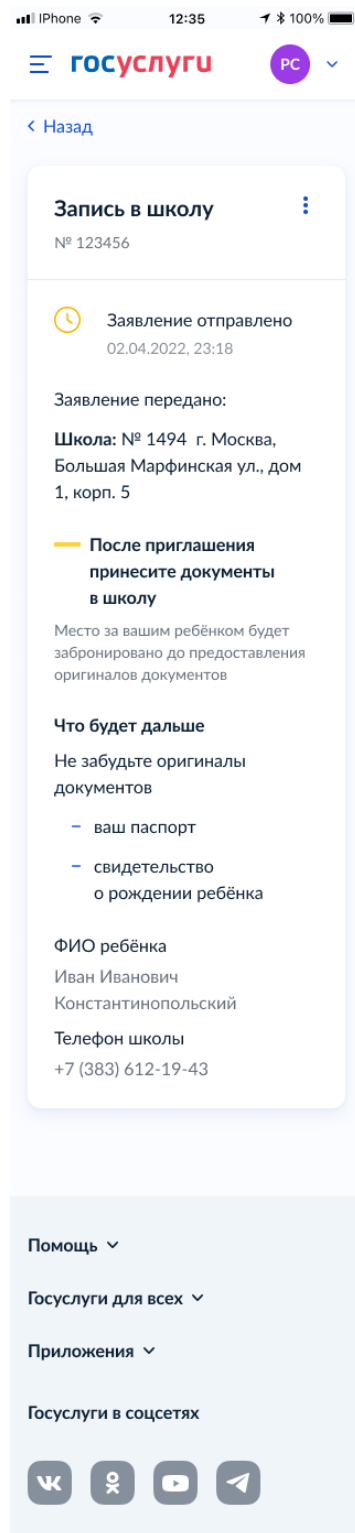 IPhone 12:35 100%
госуслуги РС
Назад
Запись в школу
№ 123456
Заявление отправлено
02.04.2022, 23:18
Заявление передано:
Школа: № 1494 г. Москва,
Большая Марфинская ул., дом
1, корп. 5
После приглашения
принесите документы
в школу
Место за вашим ребёнком будет
забронировано до предоставления
оригиналов документов
Что будет дальше
Не забудьте оригиналы
документов
– ваш паспорт
– свидетельство
о рождении ребёнка
ФИО ребёнка
Иван Иванович
Константинопольский
Телефон школы
+7 (383) 612-19-43
Помощь
Госуслуги для всех
Приложения
Госуслуги в соцсетях